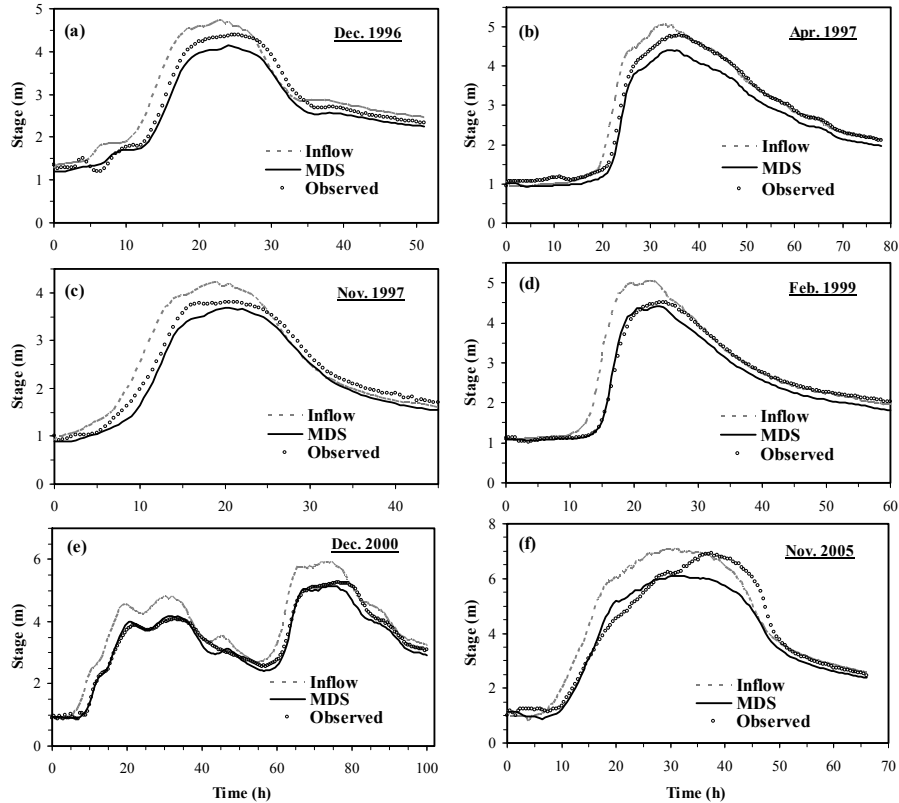 (a)
Dec. 1996
Stage (m)
5
4
3
2
1
0
0 10 20 30 40 50
Inflow
MDS
Observed
(b)
Apr. 1997
Stage (m)
5
4
3
2
1
0
0 10 20 30 40 50 60 70 80
Inflow
MDS
Observed
(c)
Nov. 1997
Stage (m)
4
3
2
1
0
0 10 20 30 40
Inflow
MDS
Observed
(d)
Feb. 1999
Stage (m)
5
4
3
2
1
0
0 10 20 30 40 50 60
Inflow
MDS
Observed
(e)
Dec. 2000
Stage (m)
6
4
2
0
0 20 40 60 80 100
Time (h)
Inflow
MDS
Observed
(f)
Nov. 2005
Stage (m)
8
6
4
2
0
0 10 20 30 40 50 60 70
Time (h)
Inflow
MDS
Observed